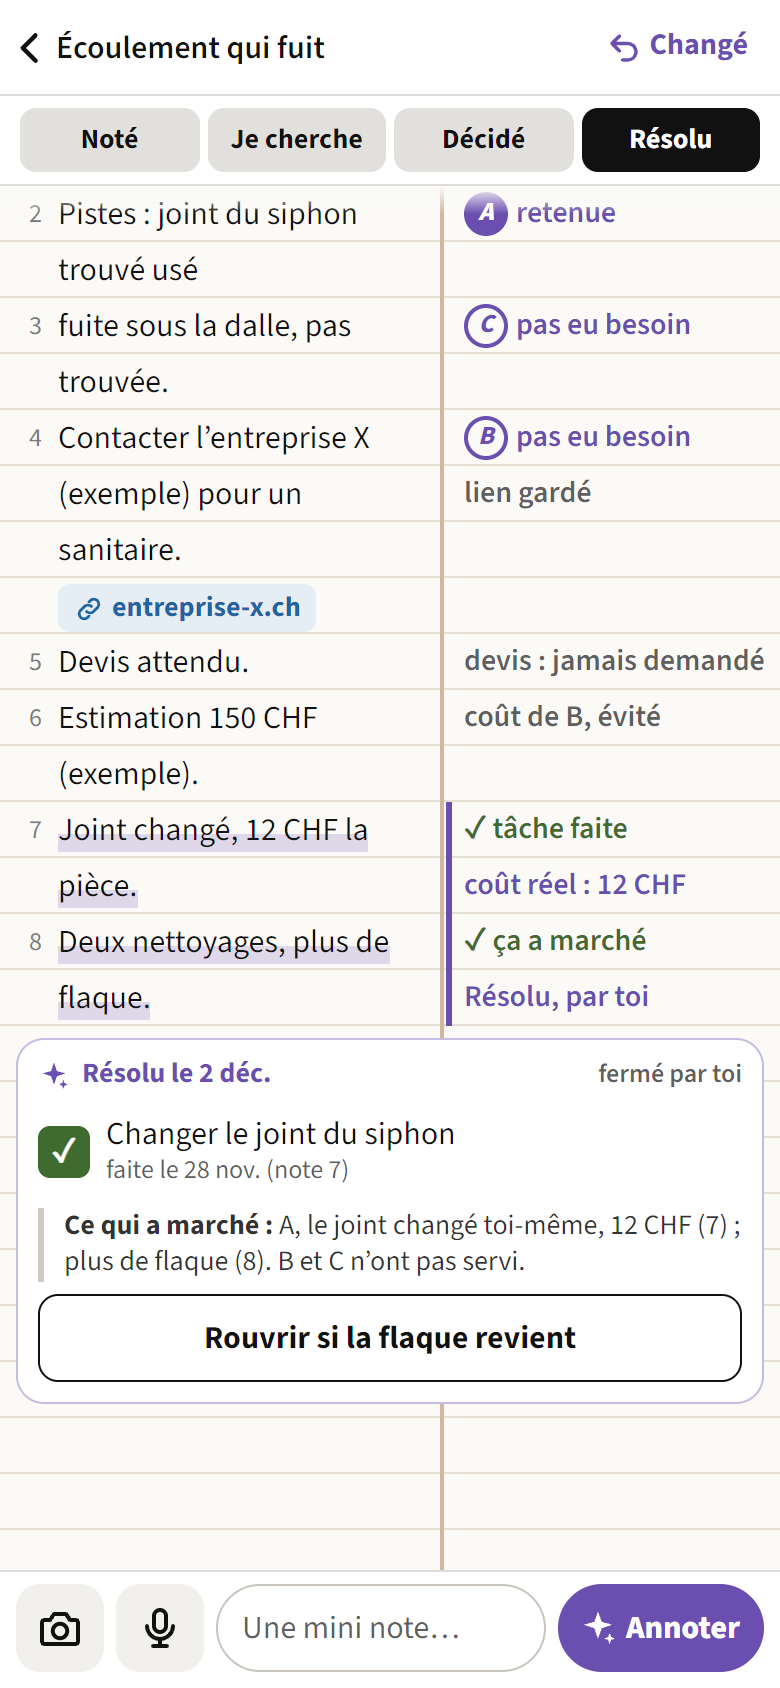 Écoulement qui fuit
Changé
Noté
Je cherche
Décidé
Résolu
2 Pistes : joint du siphon
trouvé usé
A retenue
3 fuite sous la dalle, pas
trouvée.
C pas eu besoin
4 Contacter l’entreprise X
(exemple) pour un
sanitaire.
B pas eu besoin
lien gardé
entreprise-x.ch
5 Devis attendu.
devis : jamais demandé
6 Estimation 150 CHF
(exemple).
coût de B, évité
7 Joint changé, 12 CHF la
pièce.
✓ tâche faite
coût réel : 12 CHF
8 Deux nettoyages, plus de
flaque.
✓ ça a marché
Résolu, par toi
Résolu le 2 déc.
fermé par toi
✓ Changer le joint du siphon
faite le 28 nov. (note 7)
Ce qui a marché : A, le joint changé toi-même, 12 CHF (7) ;
plus de flaque (8). B et C n’ont pas servi.
Rouvrir si la flaque revient
Une mini note…
Annoter